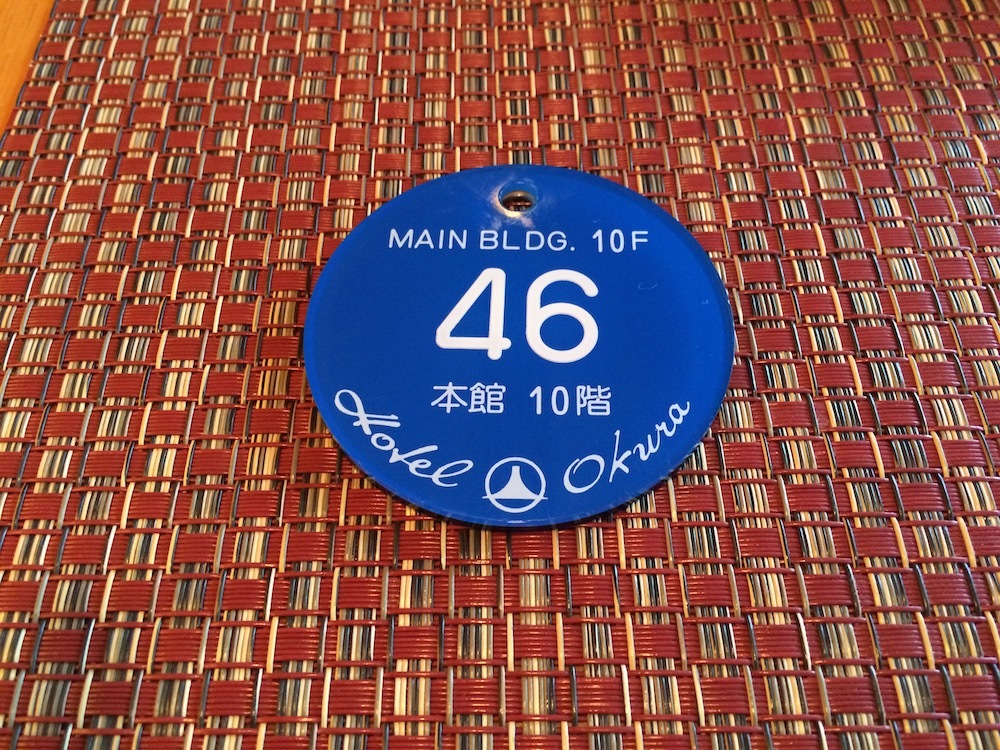 MAIN BLDG. 10F
46
本館 10階
Hotel Okura